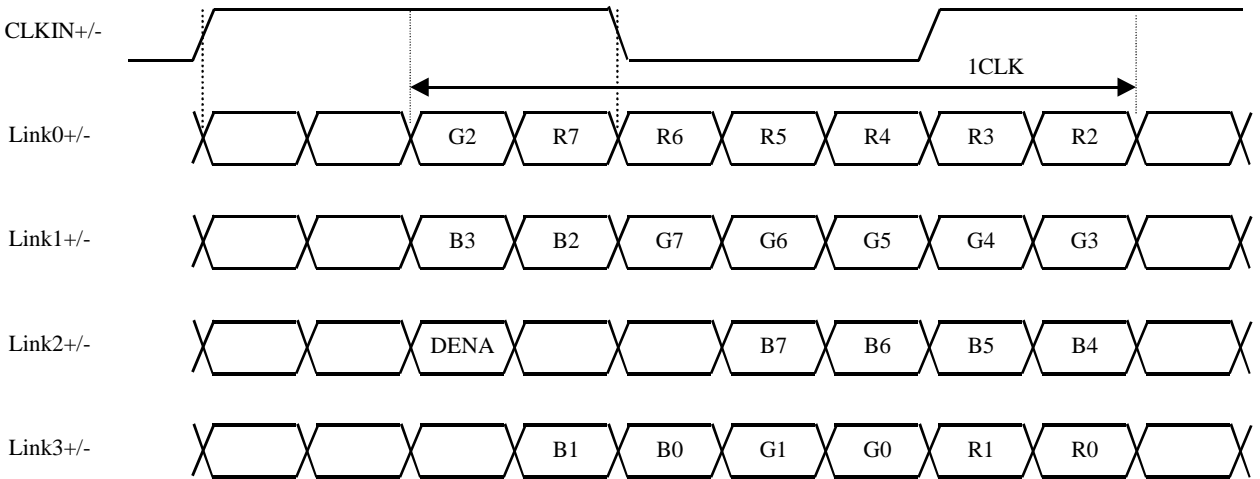 CLKIN+/-
1CLK
Link0+/- G2 R7 R6 R5 R4 R3 R2
Link1+/- B3 B2 G7 G6 G5 G4 G3
Link2+/- DENA B7 B6 B5 B4
Link3+/- B1 B0 G1 G0 R1 R0